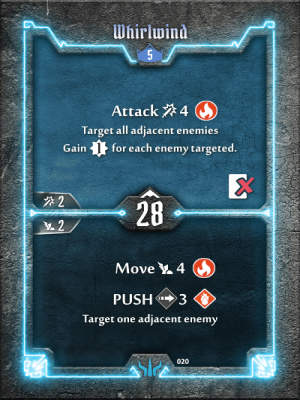 Whirlwind
5
Attack 4
Target all adjacent enemies
Gain 1 for each enemy targeted.
2
28
2
Move 4
PUSH 3
Target one adjacent enemy
020